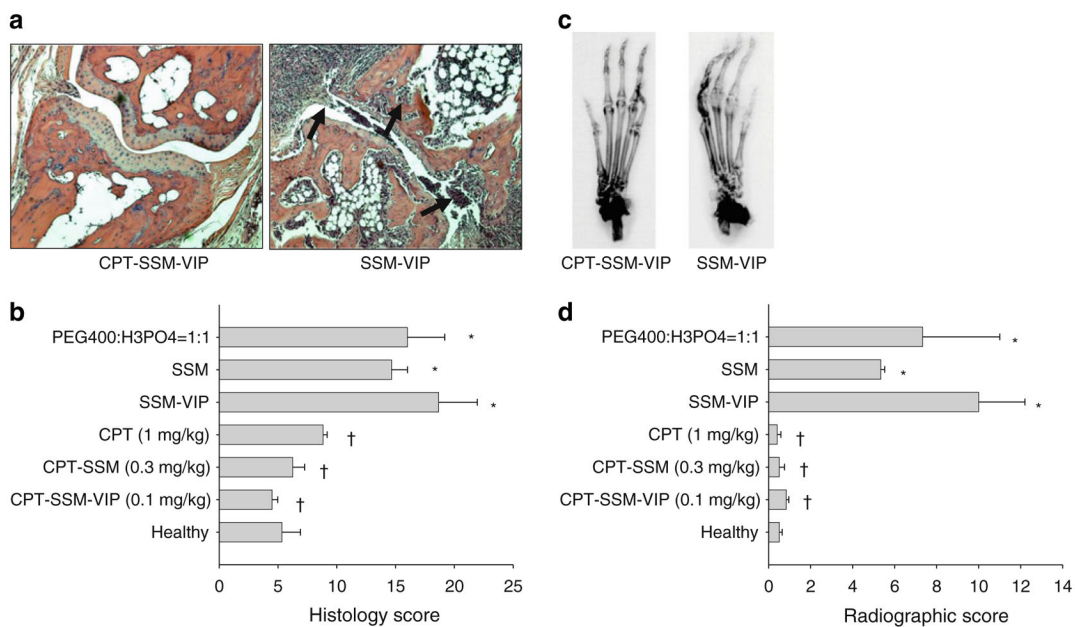 a
CPT-SSM-VIP
SSM-VIP
c
CPT-SSM-VIP
SSM-VIP
b
PEG400:H3PO4=1:1
*
SSM
*
SSM-VIP
*
CPT (1 mg/kg)
†
CPT-SSM (0.3 mg/kg)
†
CPT-SSM-VIP (0.1 mg/kg)
†
Healthy
0 5 10 15 20 25
Histology score
d
PEG400:H3PO4=1:1
*
SSM
*
SSM-VIP
*
CPT (1 mg/kg)
†
CPT-SSM (0.3 mg/kg)
†
CPT-SSM-VIP (0.1 mg/kg)
†
Healthy
0 2 4 6 8 10 12 14
Radiographic score